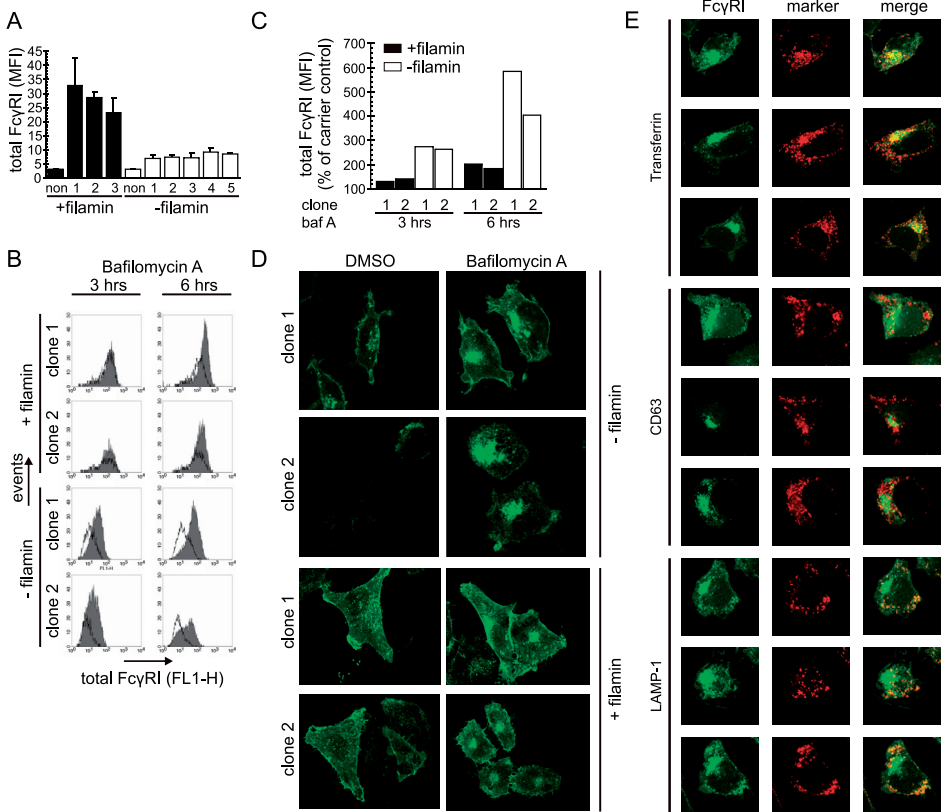 A
total FcγRI (MFI)
45
40
35
30
25
20
15
10
5
0
non 1 2 3 non 1 2 3 4 5
+filamin -filamin
B
Bafilomycin A
3 hrs 6 hrs
+ filamin
clone 1
clone 2
- filamin
clone 1
clone 2
events
FL1-H
total FcγRI (FL1-H)
C
total FcγRI (MFI)
(% of carrier control)
700
600
500
400
300
200
100
+filamin
-filamin
clone 1 2 1 2 1 2 1 2
baf A 3 hrs 6 hrs
D
DMSO Bafilomycin A
clone 1
clone 2
- filamin
clone 1
clone 2
+ filamin
E
FcγRI marker merge
Transferrin
CD63
LAMP-1